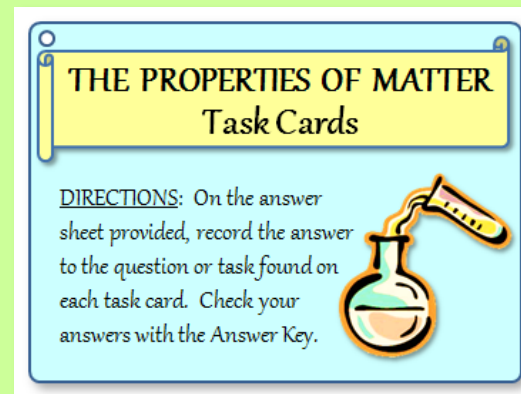 THE PROPERTIES OF MATTER
Task Cards
DIRECTIONS: On the answer
sheet provided, record the answer
to the question or task found on
each task card. Check your
answers with the Answer Key.